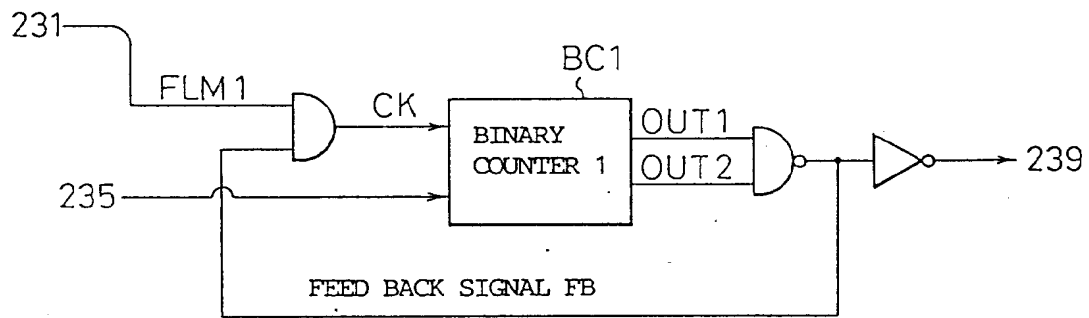 231
FLM1
CK
BC1
BINARY
COUNTER 1
OUT1
OUT2
239
235
FEED BACK SIGNAL FB